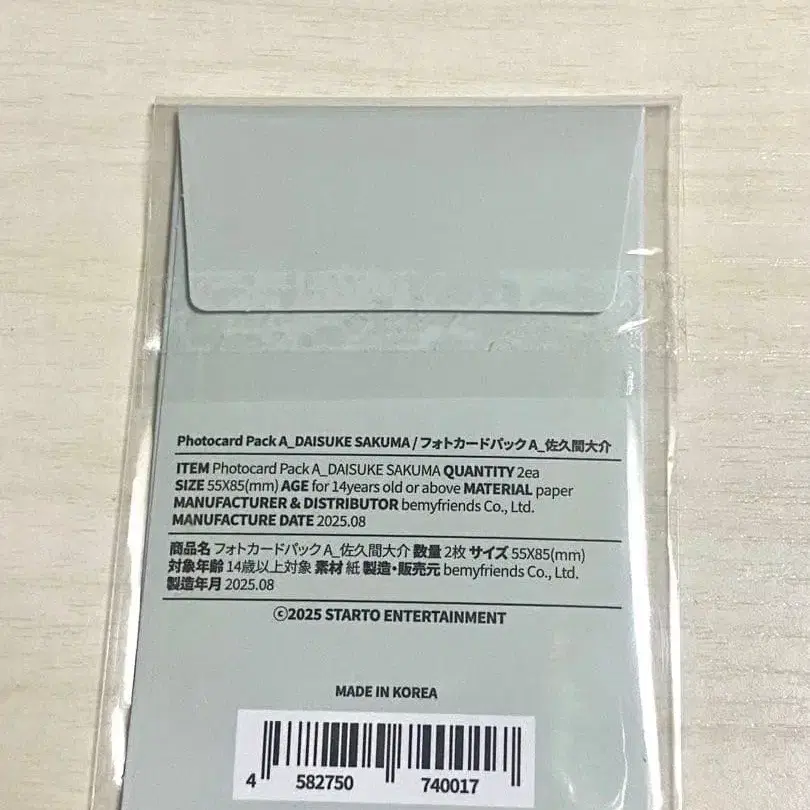 Photocard Pack A_DAISUKE SAKUMA / フォトカードパック A_佐久間大介
ITEM Photocard Pack A_DAISUKE SAKUMA QUANTITY 2ea
SIZE 55X85(mm) AGE for 14years old or above MATERIAL paper
MANUFACTURER & DISTRIBUTOR bemyfriends Co., Ltd.
MANUFACTURE DATE 2025.08
商品名 フォトカードパック A_佐久間大介 数量 2枚 サイズ 55X85(mm)
対象年齢 14歳以上対象 素材 紙 製造・販売元 bemyfriends Co., Ltd.
製造年月 2025.08
ⓒ2025 STARTO ENTERTAINMENT
MADE IN KOREA
4 582750 740017